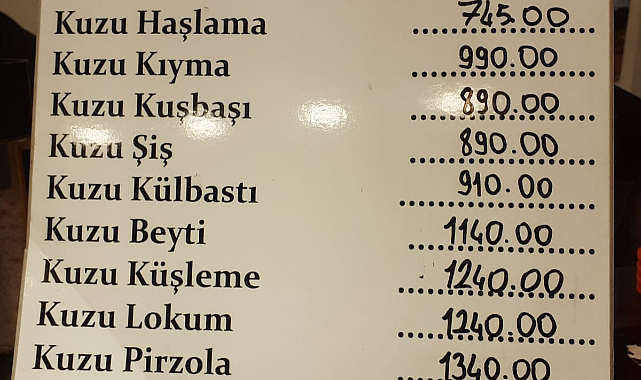 Kuzu Haşlama ........................ 745.00
Kuzu Kıyma ........................ 990.00
Kuzu Kuşbaşı ........................ 890.00
Kuzu Şiş ........................ 890.00
Kuzu Külbastı ........................ 910.00
Kuzu Beyti ........................ 1140.00
Kuzu Küşleme ........................ 1240.00
Kuzu Lokum ........................ 1240.00
Kuzu Pirzola ........................ 1340.00